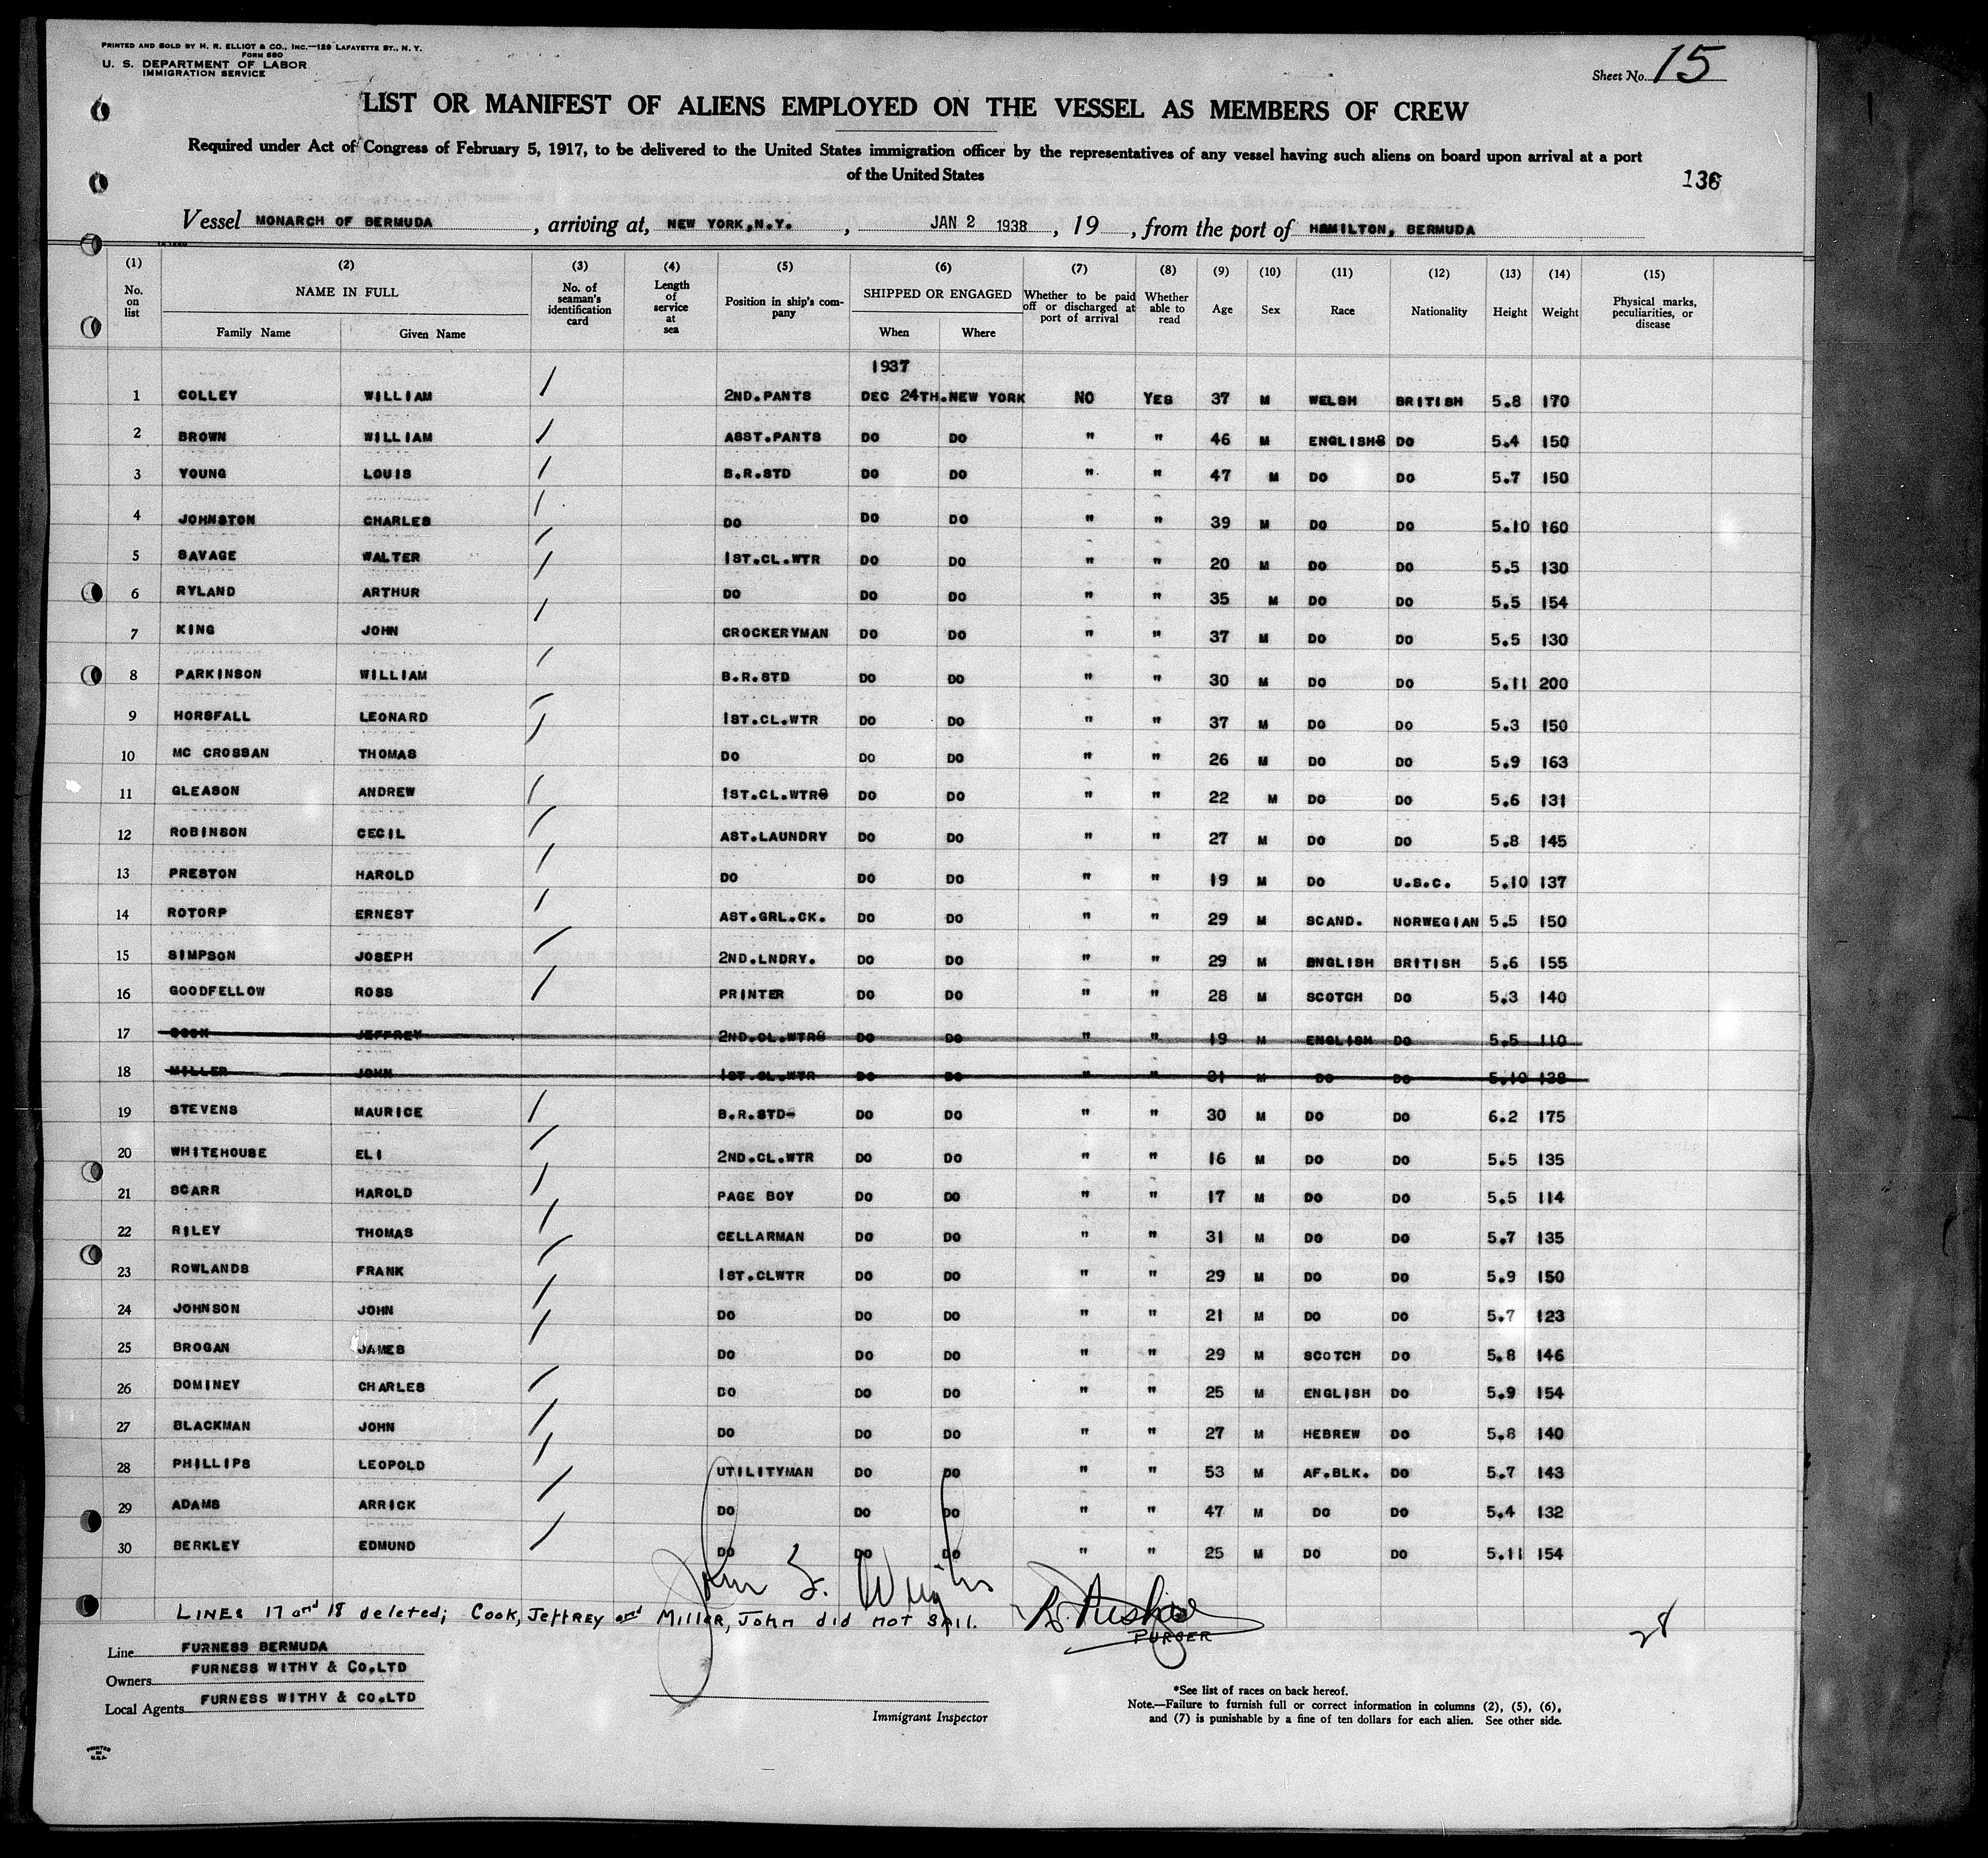 PRINTED AND SOLD BY H. R. ELLIOT & CO., INC.—129 LAFAYETTE ST., N. Y.
FORM 680
U. S. DEPARTMENT OF LABOR
IMMIGRATION SERVICE
Sheet No. 15
LIST OR MANIFEST OF ALIENS EMPLOYED ON THE VESSEL AS MEMBERS OF CREW
Required under Act of Congress of February 5, 1917, to be delivered to the United States immigration officer by the representatives of any vessel having such aliens on board upon arrival at a port
of the United States
136
Vessel MONARCH OF BERMUDA, arriving at, NEW YORK,N.Y., JAN 2 1938, 19, from the port of HAMILTON, BERMUDA
(1) No. on list (2) NAME IN FULL Family Name Given Name (3) No. of seaman's identification card (4) Length of service at sea (5) Position in ship's company (6) SHIPPED OR ENGAGED When Where (7) Whether to be paid off or discharged at port of arrival (8) Whether able to read (9) Age (10) Sex (11) Race (12) Nationality (13) Height (14) Weight (15) Physical marks, peculiarities, or disease
1937
1 COLLEY WILLIAM / 2ND.PANTS DEC 24TH.NEW YORK NO YES 37 M WELSH BRITISH 5.8 170
2 BROWN WILLIAM / ASST.PANTS DO DO " " 46 M ENGLISH DO 5.4 150
3 YOUNG LOUIS / B.R.STD DO DO " " 47 M DO DO 5.7 150
4 JOHNSTON CHARLES / DO DO DO " " 39 M DO DO 5.10 160
5 SAVAGE WALTER / 1ST.CL.WTR DO DO " " 20 M DO DO 5.5 130
6 RYLAND ARTHUR / DO DO DO " " 35 M DO DO 5.5 154
7 KING JOHN / CROCKERYMAN DO DO " " 37 M DO DO 5.5 130
8 PARKINSON WILLIAM / B.R.STD DO DO " " 30 M DO DO 5.11 200
9 HORSFALL LEONARD / 1ST.CL.WTR DO DO " " 37 M DO DO 5.3 150
10 MC CROSSAN THOMAS / DO DO DO " " 26 M DO DO 5.9 163
11 GLEASON ANDREW / 1ST.CL.WTR DO DO " " 22 M DO DO 5.6 131
12 ROBINSON CECIL / AST.LAUNDRY DO DO " " 27 M DO DO 5.8 145
13 PRESTON HAROLD / DO DO DO " " 19 M DO U.S.C. 5.10 137
14 ROTORP ERNEST / AST.GRL.CK. DO DO " " 29 M SCAND. NORWEGIAN 5.5 150
15 SIMPSON JOSEPH / 2ND.LNDRY. DO DO " " 29 M ENGLISH BRITISH 5.6 155
16 GOODFELLOW ROSS / PRINTER DO DO " " 28 M SCOTCH DO 5.3 140
17 COOK JEFFREY 2ND.CL.WTR DO DO " " 19 M ENGLISH DO 5.5 110
18 MILLER JOHN 1ST.CL.WTR DO DO " " 31 M DO DO 5.10 138
19 STEVENS MAURICE / B.R.STD DO DO " " 30 M DO DO 6.2 175
20 WHITEHOUSE ELI / 2ND.CL.WTR DO DO " " 16 M DO DO 5.5 135
21 SCARR HAROLD / PAGE BOY DO DO " " 17 M DO DO 5.5 114
22 RILEY THOMAS / CELLARMAN DO DO " " 31 M DO DO 5.7 135
23 ROWLANDS FRANK / 1ST.CLWTR DO DO " " 29 M DO DO 5.9 150
24 JOHNSON JOHN / DO DO DO " " 21 M DO DO 5.7 123
25 BROGAN JAMES / DO DO DO " " 29 M SCOTCH DO 5.8 146
26 DOMINEY CHARLES / DO DO DO " " 25 M ENGLISH DO 5.9 154
27 BLACKMAN JOHN / DO DO DO " " 27 M HEBREW DO 5.8 140
28 PHILLIPS LEOPOLD / UTILITYMAN DO DO " " 53 M AF.BLK. DO 5.7 143
29 ADAMS ARRICK / DO DO DO " " 47 M DO DO 5.4 132
30 BERKLEY EDMUND / DO DO DO " " 25 M DO DO 5.11 154
LINES 17 and 18 deleted; Cook, Jeffrey and Miller, John did not sail.
PURSER
28
Line FURNESS BERMUDA
Owners FURNESS WITHY & CO.LTD
Local Agents FURNESS WITHY & CO.LTD
Immigrant Inspector
*See list of races on back hereof.
Note.—Failure to furnish full or correct information in columns (2), (5), (6),
and (7) is punishable by a fine of ten dollars for each alien. See other side.
PRINTED
IN
U.S.A.